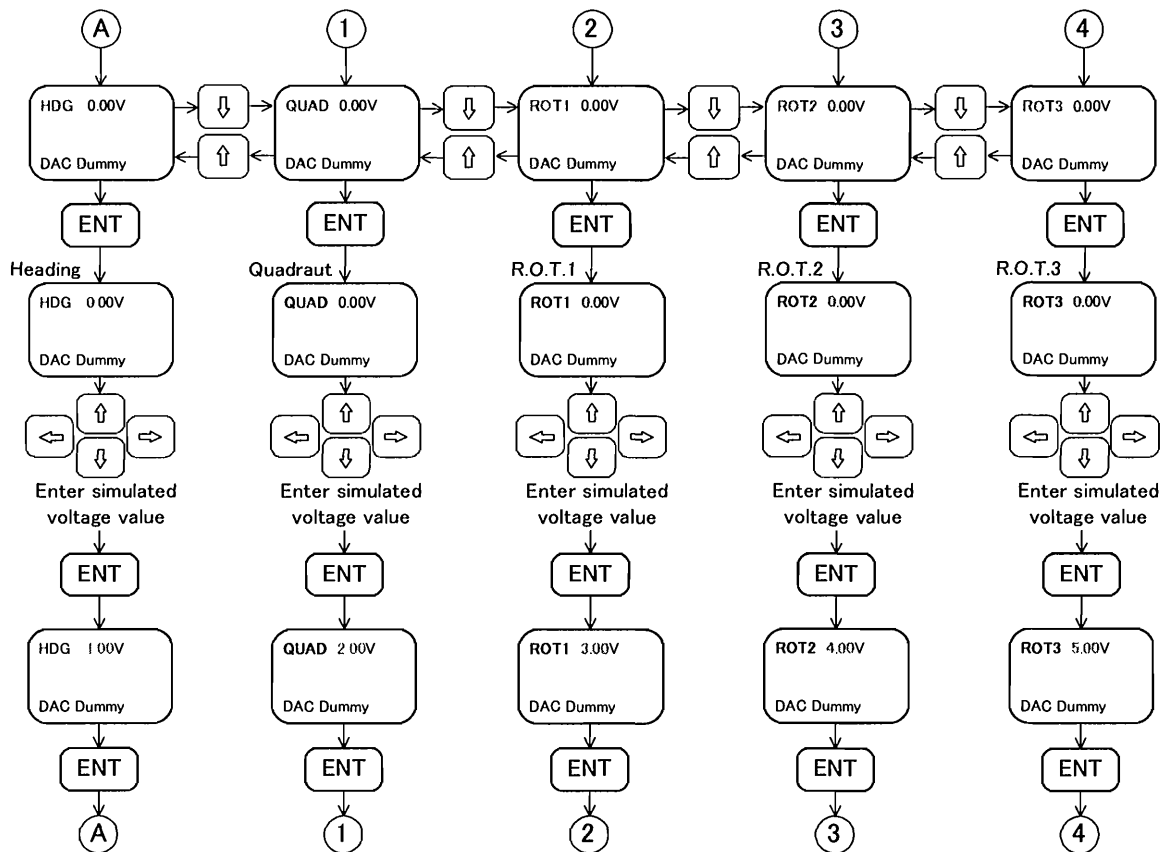 A 1 2 3 4
HDG 0.00V QUAD 0.00V ROT1 0.00V ROT2 0.00V ROT3 0.00V
DAC Dummy DAC Dummy DAC Dummy DAC Dummy DAC Dummy
ENT ENT ENT ENT ENT
Heading Quadraut R.O.T.1 R.O.T.2 R.O.T.3
HDG 0.00V QUAD 0.00V ROT1 0.00V ROT2 0.00V ROT3 0.00V
DAC Dummy DAC Dummy DAC Dummy DAC Dummy DAC Dummy
Enter simulated Enter simulated Enter simulated Enter simulated Enter simulated
voltage value voltage value voltage value voltage value voltage value
ENT ENT ENT ENT ENT
HDG 1.00V QUAD 2.00V ROT1 3.00V ROT2 4.00V ROT3 5.00V
DAC Dummy DAC Dummy DAC Dummy DAC Dummy DAC Dummy
ENT ENT ENT ENT ENT
A 1 2 3 4